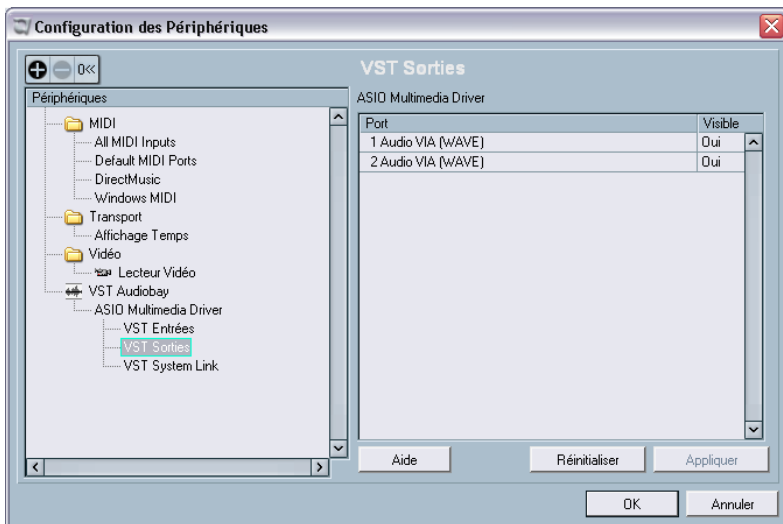 Configuration des Périphériques
0<<
VST Sorties
Périphériques
MIDI
All MIDI Inputs
Default MIDI Ports
DirectMusic
Windows MIDI
Transport
Affichage Temps
Vidéo
Lecteur Vidéo
VST Audiobay
ASIO Multimedia Driver
VST Entrées
VST Sorties
VST System Link
ASIO Multimedia Driver
Port Visible
1 Audio VIA (WAVE) Oui
2 Audio VIA (WAVE) Oui
Aide Réinitialiser Appliquer
OK Annuler